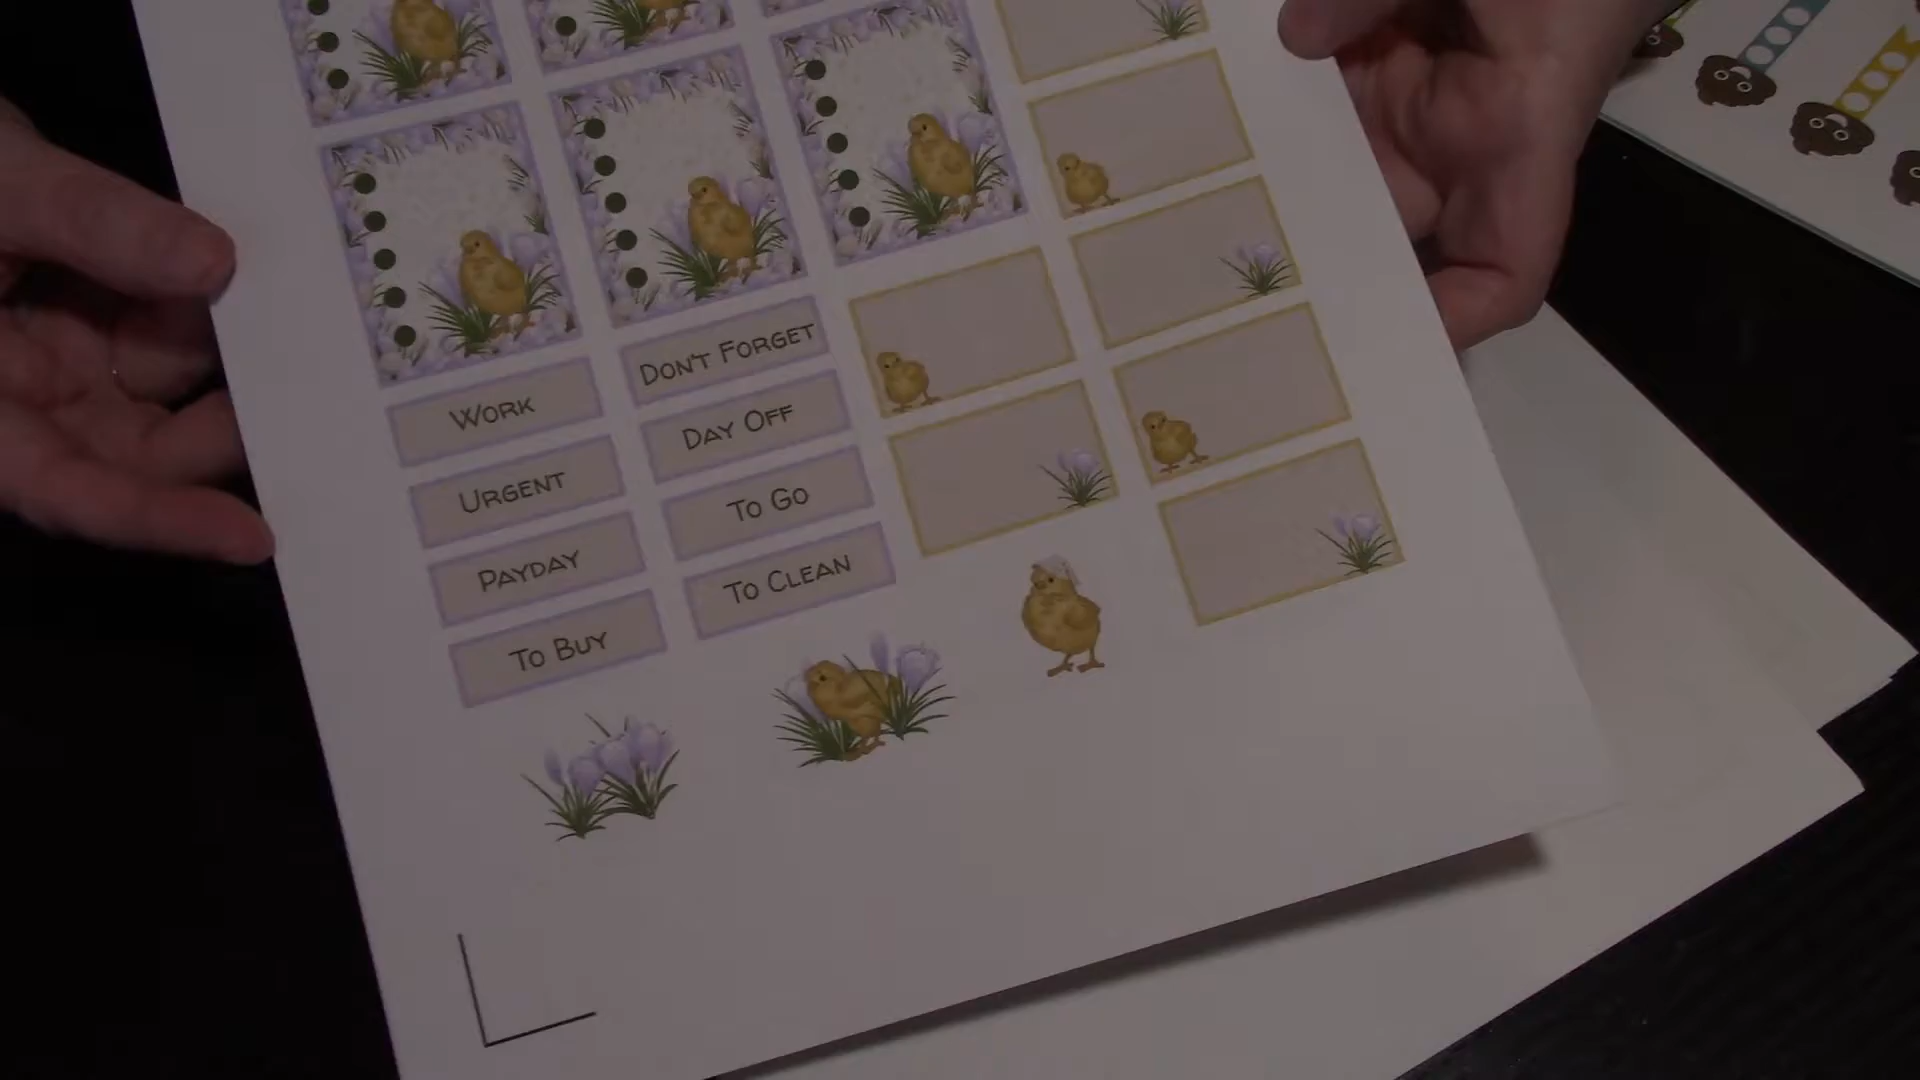 WORK
URGENT
PAYDAY
TO BUY
DON'T FORGET
DAY OFF
TO GO
TO CLEAN